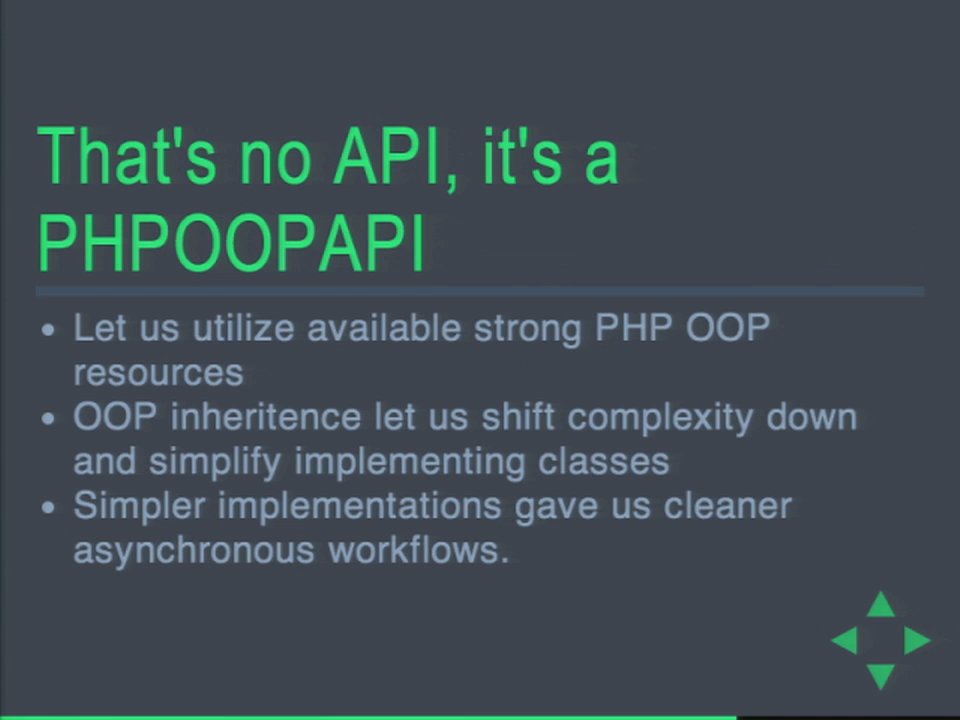 That's no API, it's a
PHPOOPAPI
• Let us utilize available strong PHP OOP
resources
• OOP inheritence let us shift complexity down
and simplify implementing classes
• Simpler implementations gave us cleaner
asynchronous workflows.